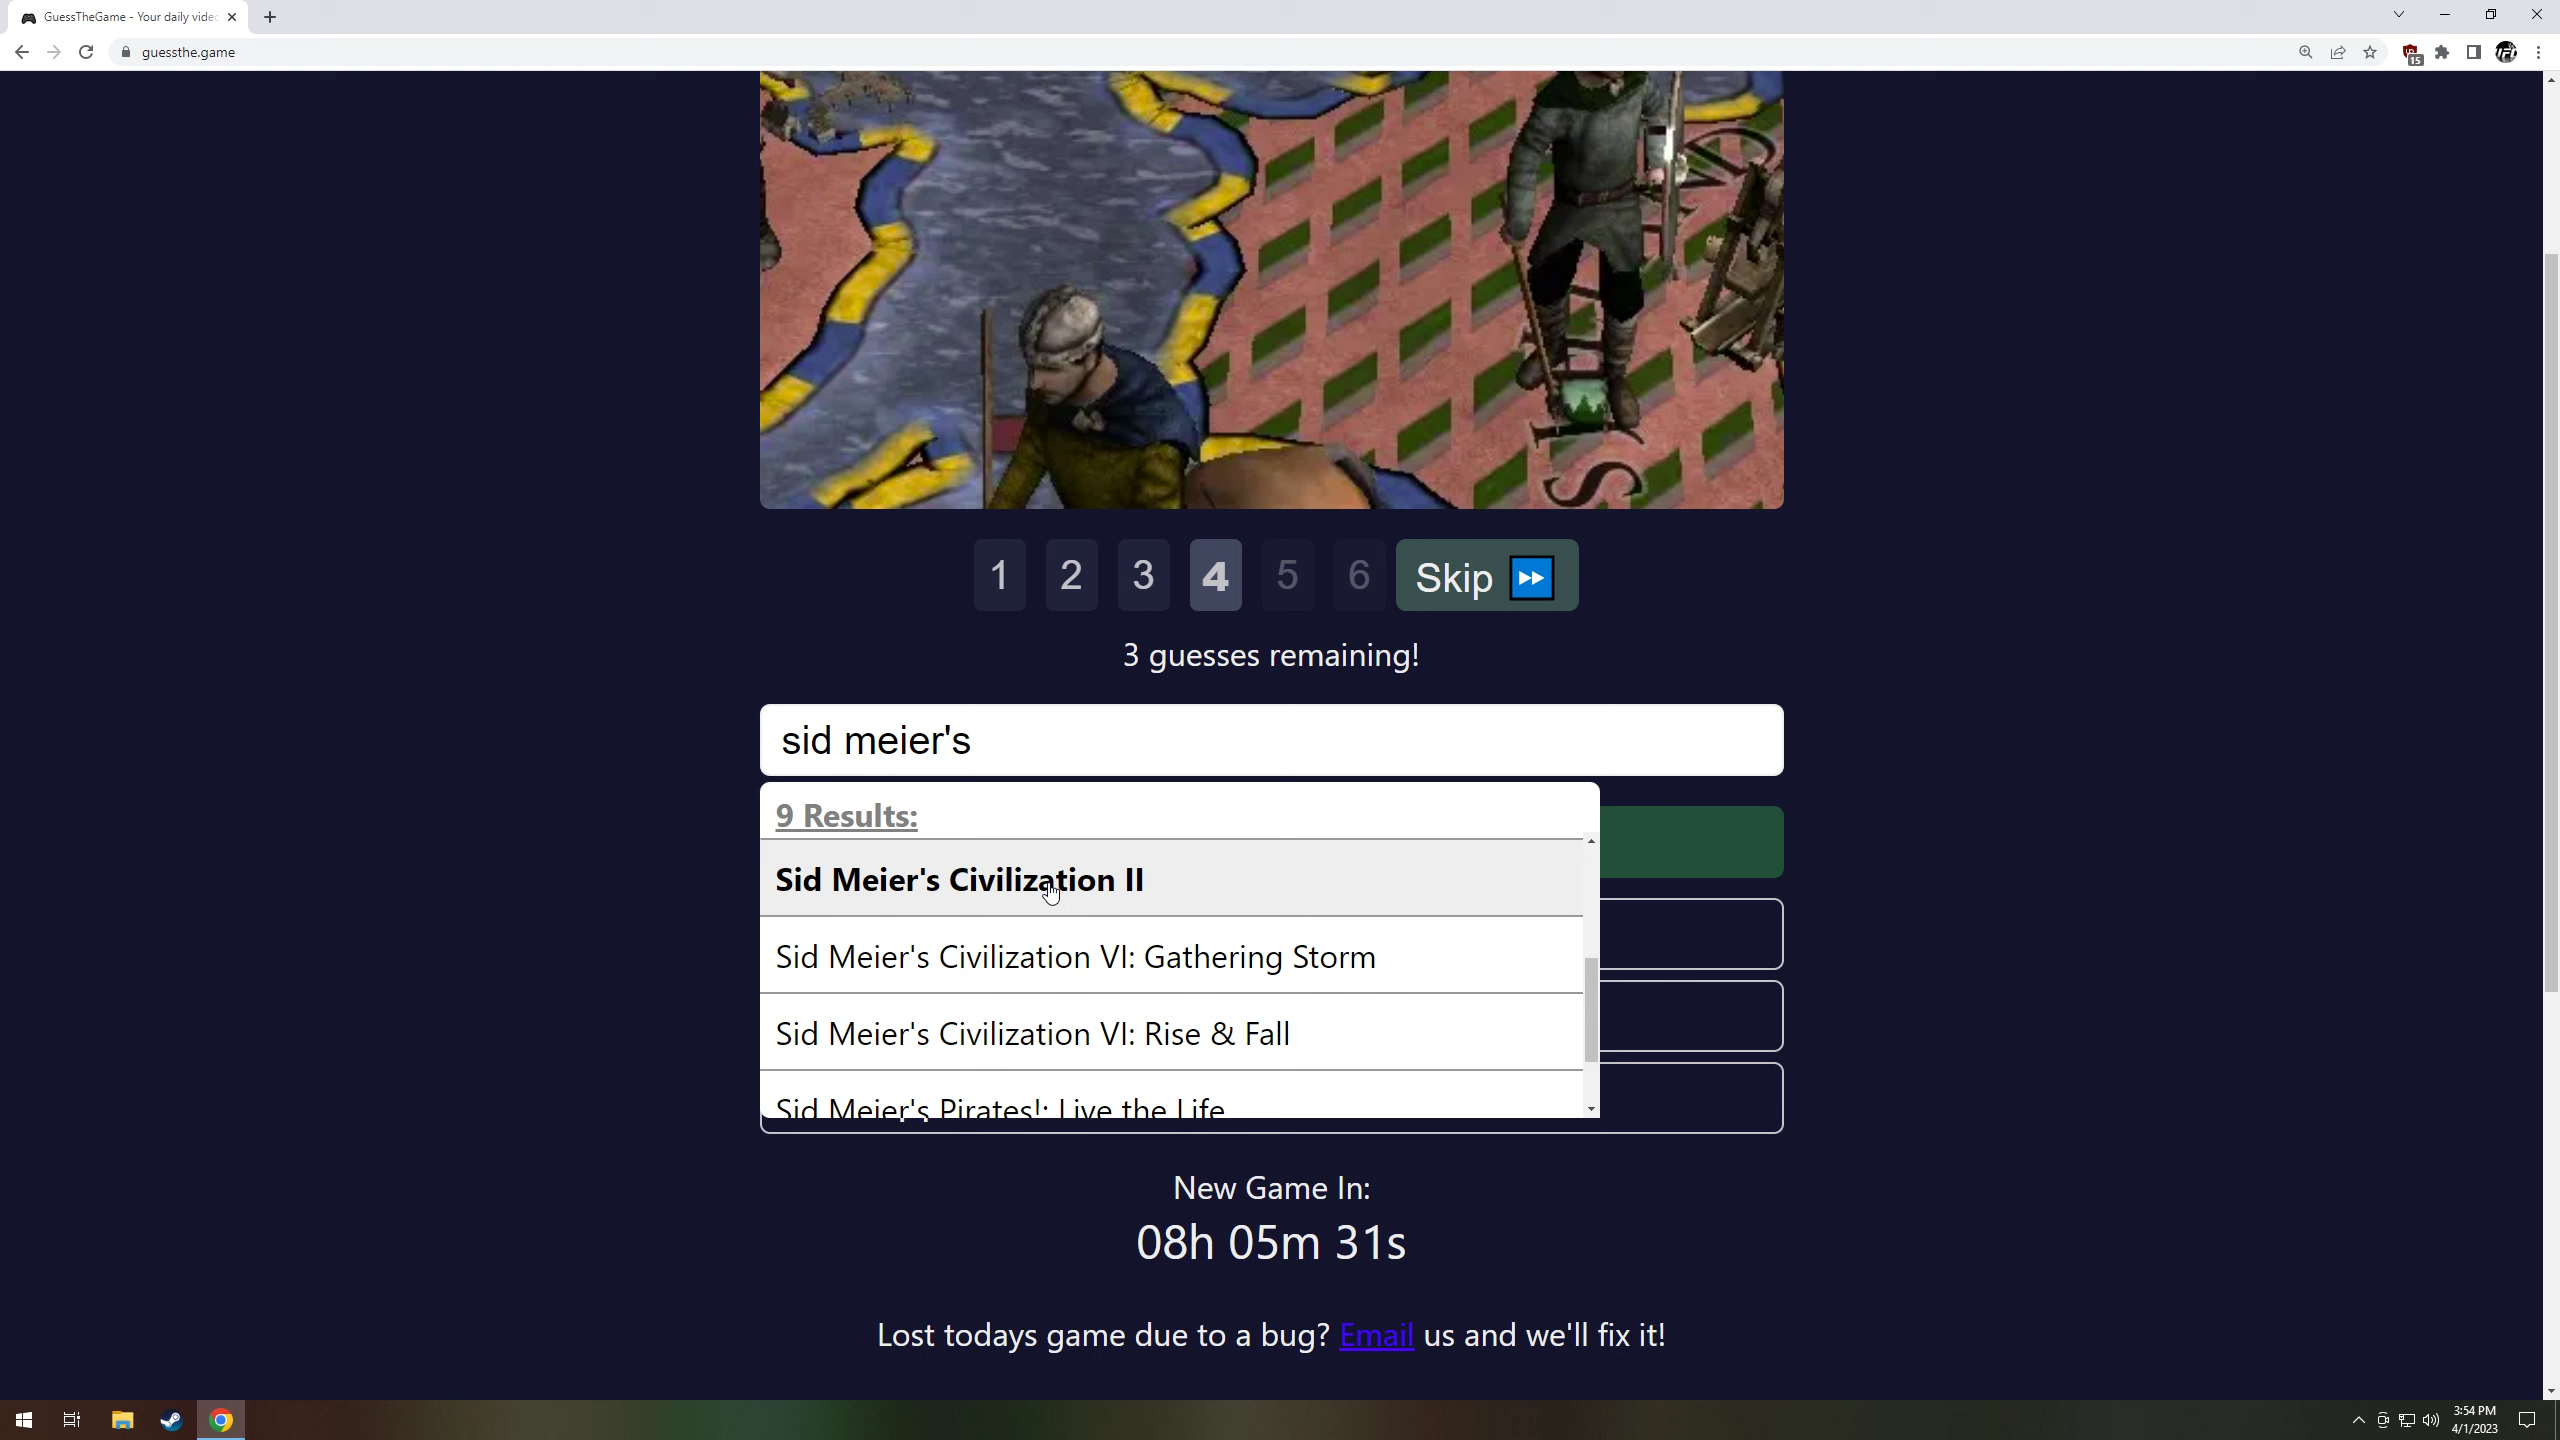 GuessTheGame - Your daily vide
guessthe.game
15
S
1 2 3 4 5 6 Skip
3 guesses remaining!
sid meier's
9 Results:
Sid Meier's Civilization II
Sid Meier's Civilization VI: Gathering Storm
Sid Meier's Civilization VI: Rise & Fall
Sid Meier's Pirates!: Live the Life
New Game In:
08h 05m 31s
Lost todays game due to a bug? Email us and we'll fix it!
3:54 PM
4/1/2023